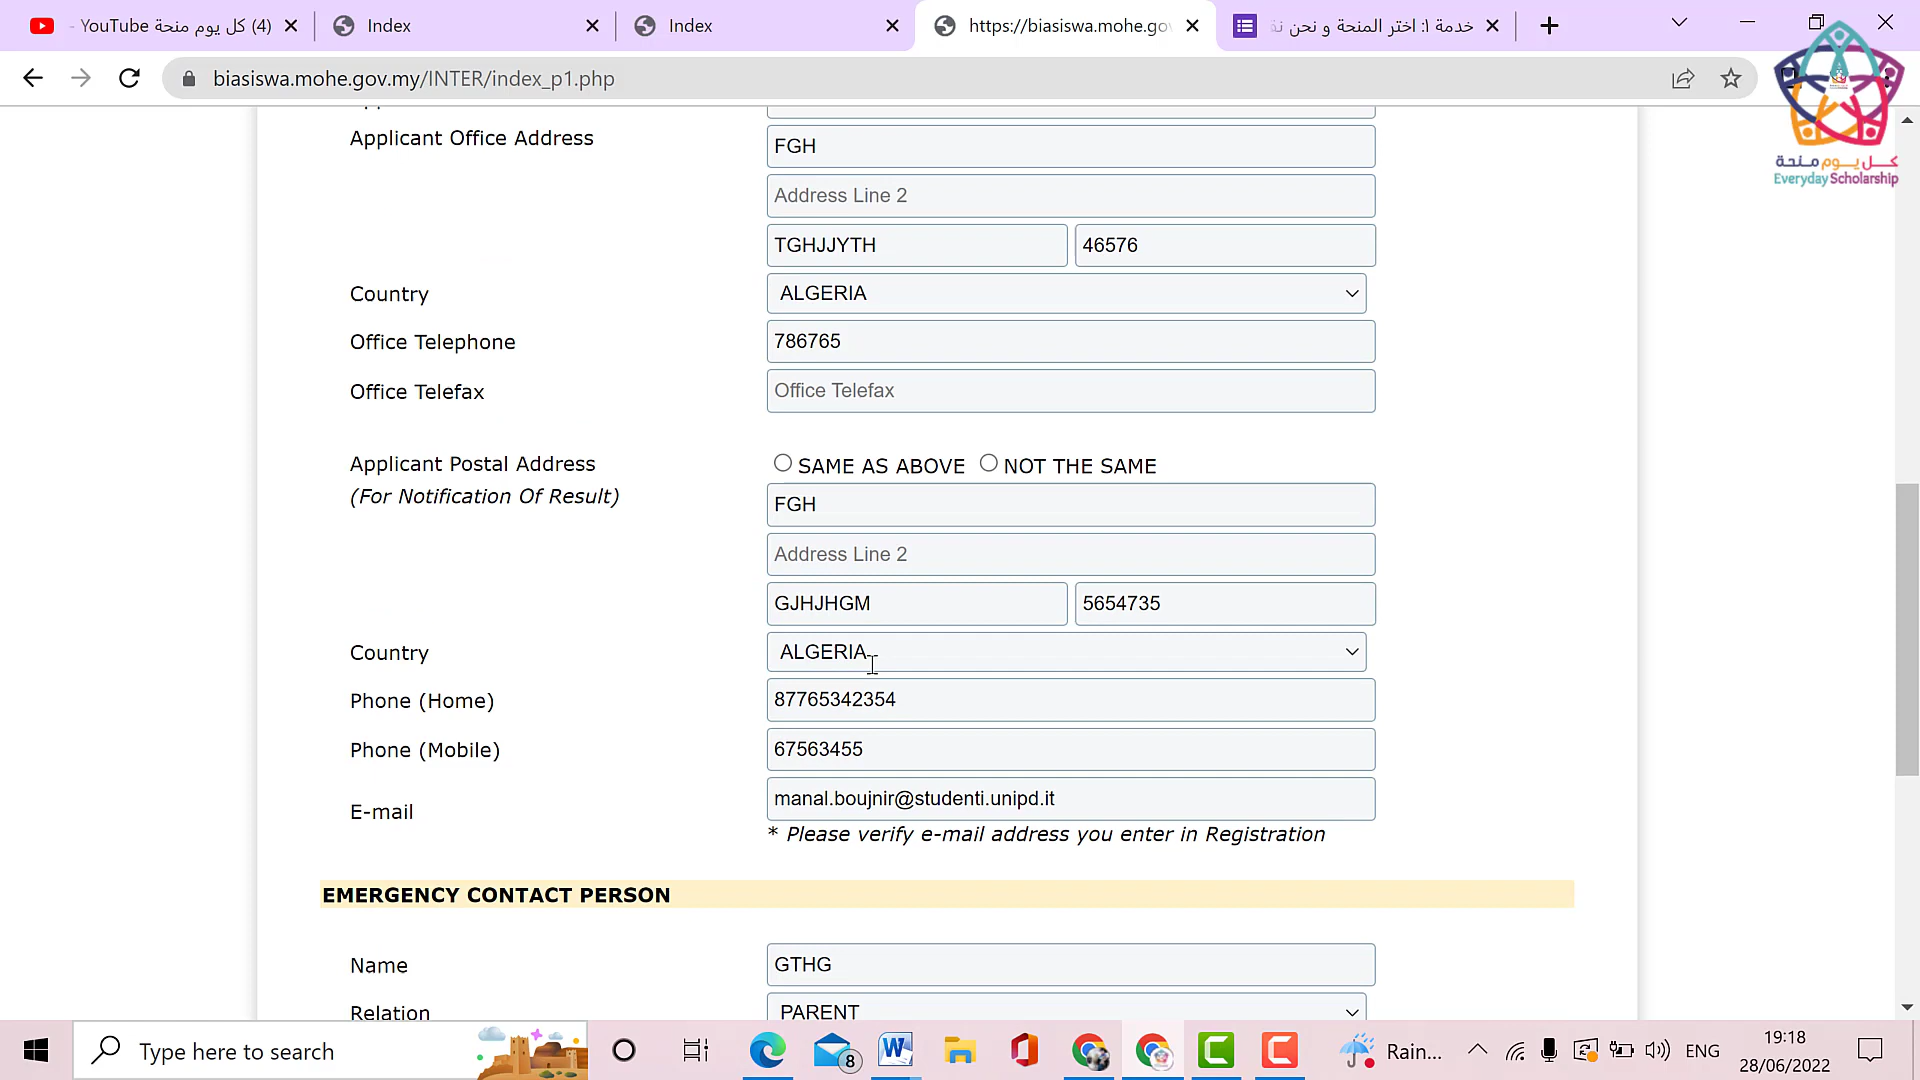 (4) كل يوم منحة - YouTube
Index
Index
https://biasiswa.mohe.gov
خدمة ١: اختر المنحة و نحن نق
biasiswa.mohe.gov.my/INTER/index_p1.php
كل يوم منحة
Everyday Scholarship
Applicant Office Address
FGH
Address Line 2
TGHJJYTH
46576
Country
ALGERIA
Office Telephone
786765
Office Telefax
Office Telefax
Applicant Postal Address
SAME AS ABOVE
NOT THE SAME
(For Notification Of Result)
FGH
Address Line 2
GJHJHGM
5654735
Country
ALGERIA
Phone (Home)
87765342354
Phone (Mobile)
67563455
E-mail
manal.boujnir@studenti.unipd.it
* Please verify e-mail address you enter in Registration
EMERGENCY CONTACT PERSON
Name
GTHG
Relation
PARENT
Type here to search
8
Rain...
ENG
19:18
28/06/2022